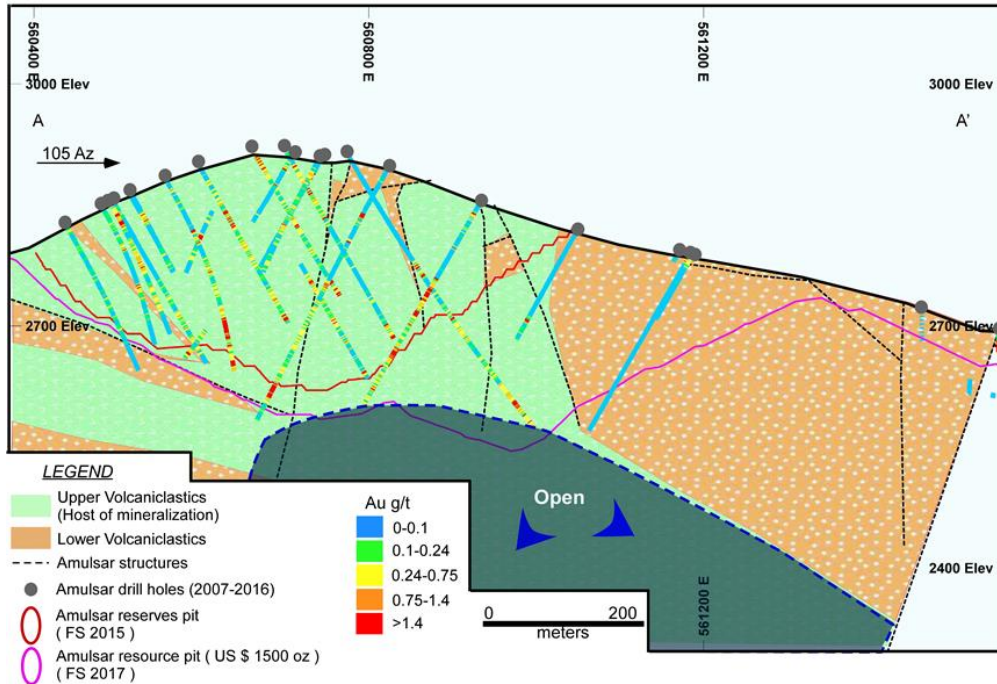 560400 E
560800 E
561200 E
3000 Elev
3000 Elev
A
A'
105 Az
2700 Elev
2700 Elev
Open
2400 Elev
561200 E
LEGEND
Upper Volcaniclastics
(Host of mineralization)
Lower Volcaniclastics
Amulsar structures
Amulsar drill holes (2007-2016)
Amulsar reserves pit
( FS 2015)
Amulsar resource pit ( US $ 1500 oz )
( FS 2017)
Au g/t
0-0.1
0.1-0.24
0.24-0.75
0.75-1.4
>1.4
0 200
meters